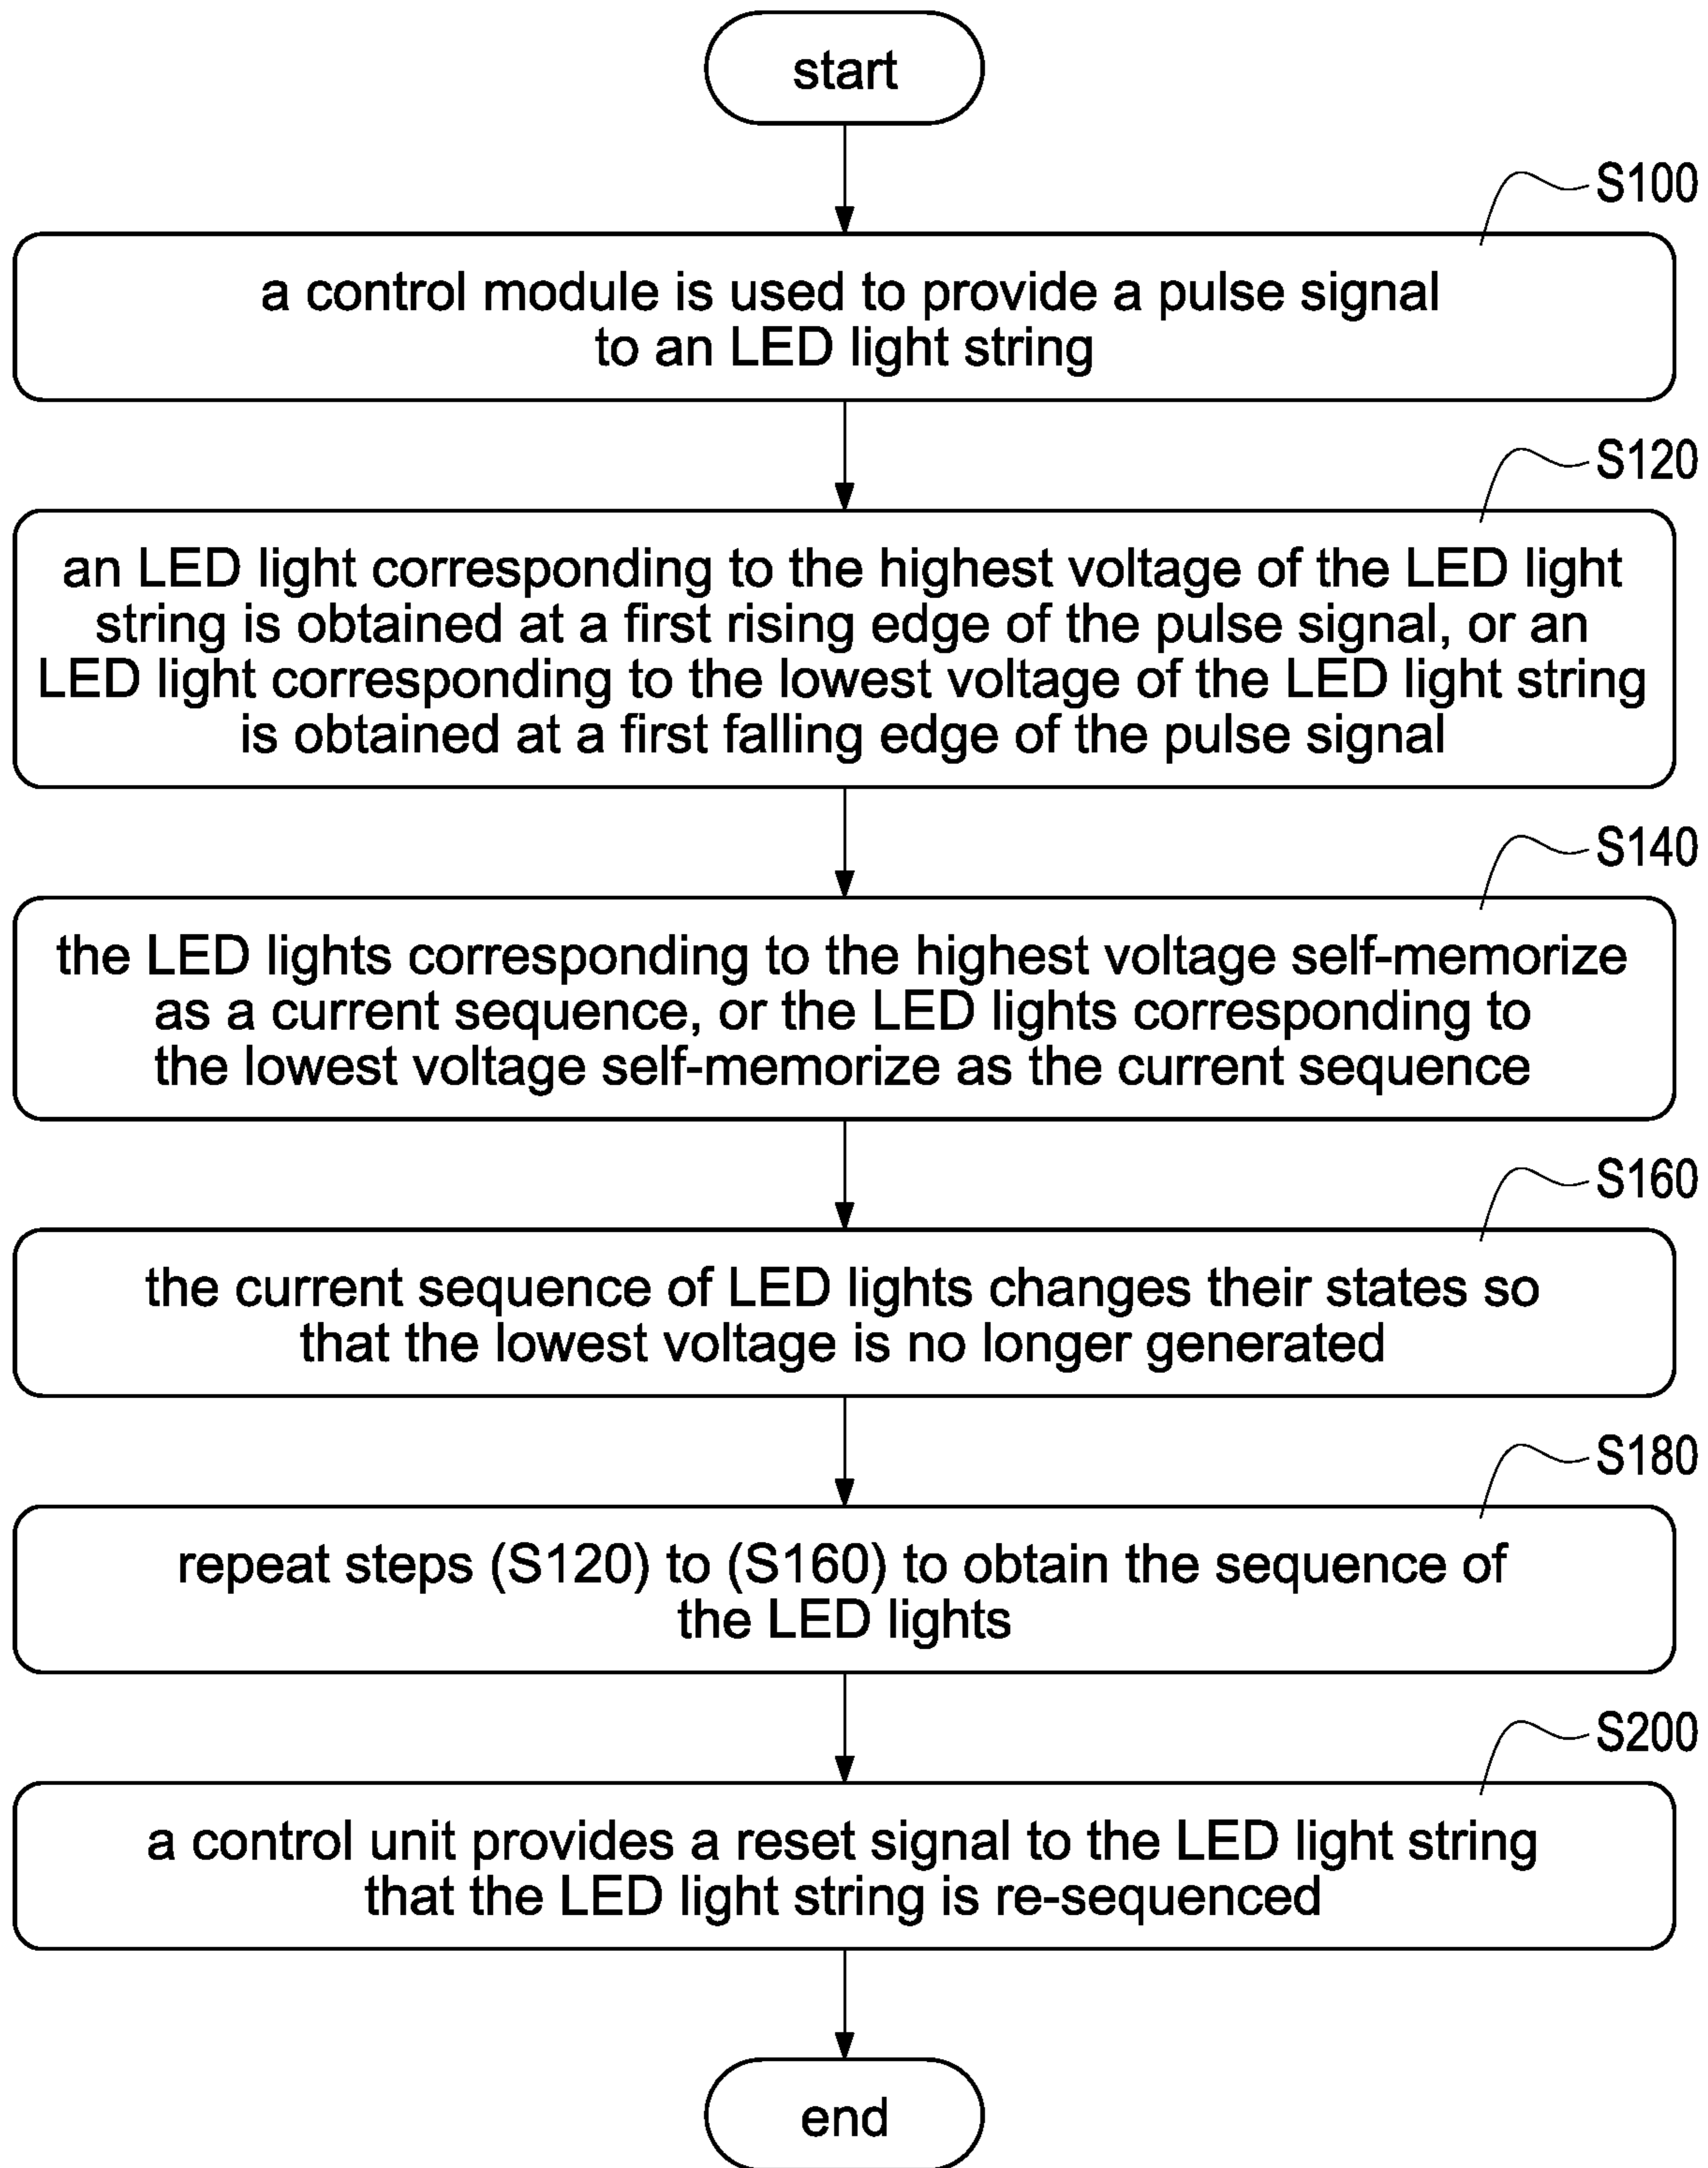 start
S100
a control module is used to provide a pulse signal
to an LED light string
S120
an LED light corresponding to the highest voltage of the LED light
string is obtained at a first rising edge of the pulse signal, or an
LED light corresponding to the lowest voltage of the LED light string
is obtained at a first falling edge of the pulse signal
S140
the LED lights corresponding to the highest voltage self-memorize
as a current sequence, or the LED lights corresponding to
the lowest voltage self-memorize as the current sequence
S160
the current sequence of LED lights changes their states so
that the lowest voltage is no longer generated
S180
repeat steps (S120) to (S160) to obtain the sequence of
the LED lights
S200
a control unit provides a reset signal to the LED light string
that the LED light string is re-sequenced
end